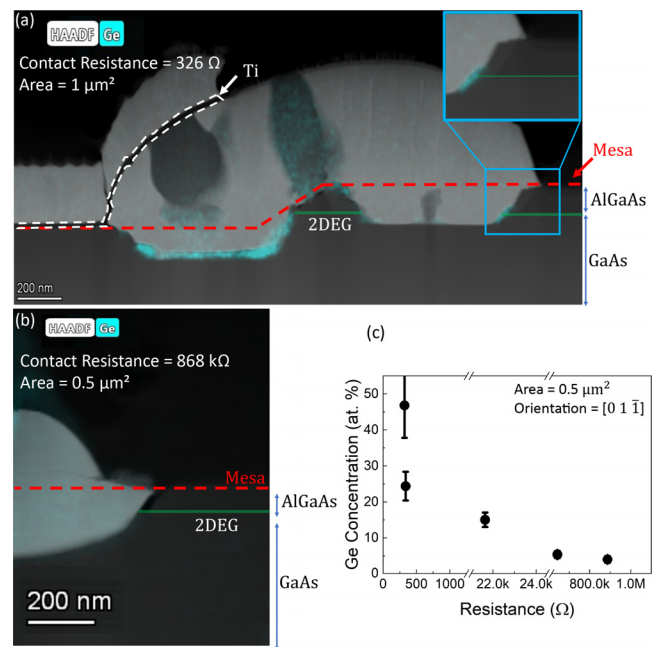 (a)
HAADF Ge
Contact Resistance = 326 Ω
Area = 1 μm²
Ti
Mesa
AlGaAs
2DEG
GaAs
200 nm
(b)
HAADF Ge
Contact Resistance = 868 kΩ
Area = 0.5 μm²
Mesa
AlGaAs
2DEG
GaAs
200 nm
(c)
Area = 0.5 μm²
Orientation = [0 1 1̅]
Ge Concentration (at. %)
50
40
30
20
10
0
0 500 1000 22.0k 24.0k 800.0k 1.0M
Resistance (Ω)